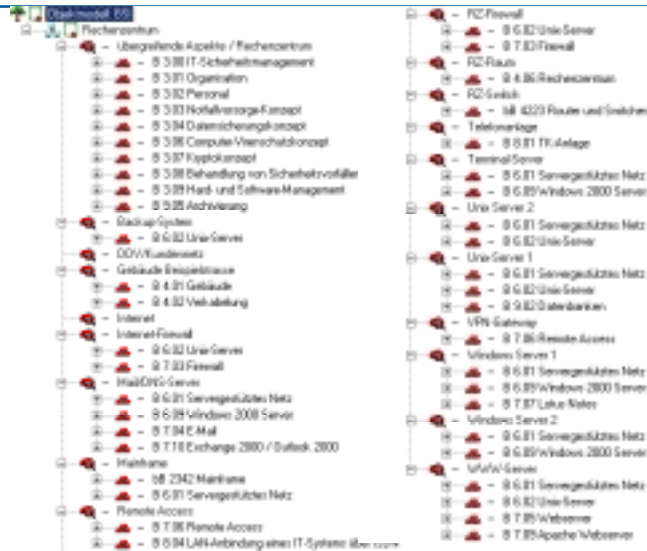 Objektmodell BSI
Rechenzentrum
Übergreifende Aspekte / Rechenzentrum
B 3.00 IT-Sicherheitsmanagement
B 3.01 Organisation
B 3.02 Personal
B 3.03 Notfallvorsorge-Konzept
B 3.04 Datensicherungskonzept
B 3.06 Computer-Virenschutzkonzept
B 3.07 Kryptokonzept
B 3.08 Behandlung von Sicherheitsvorfällen
B 3.09 Hard- und Software-Management
B 9.05 Archivierung
Backup System
B 6.02 Unix-Server
DDV/Kundennetz
Gebäude Beispielstrasse
B 4.01 Gebäude
B 4.02 Verkabelung
Internet
Internet-Firewall
B 6.02 Unix-Server
B 7.03 Firewall
Mail/DNS-Server
B 6.01 Servergestütztes Netz
B 6.09 Windows 2000 Server
B 7.04 E-Mail
B 7.10 Exchange 2000 / Outlook 2000
Mainframe
bB 2342 Mainframe
B 6.01 Servergestütztes Netz
Remote Access
B 7.06 Remote Access
B 8.04 LAN-Anbindung eines IT-Systems über
RZ-Firewall
B 6.02 Unix-Server
B 7.03 Firewall
RZ-Raum
B 4.06 Rechenzentrum
RZ-Switch
bB 4223 Router und Switches
Telefonanlage
B 8.01 TK-Anlage
Terminal-Server
B 6.01 Servergestütztes Netz
B 6.09 Windows 2000 Server
Unix Server 2
B 6.01 Servergestütztes Netz
B 6.02 Unix-Server
Unix-Server 1
B 6.01 Servergestütztes Netz
B 6.02 Unix-Server
B 9.02 Datenbanken
VPN-Gateway
B 7.06 Remote Access
Windows Server 1
B 6.01 Servergestütztes Netz
B 6.09 Windows 2000 Server
B 7.07 Lotus Notes
Windows Server 2
B 6.01 Servergestütztes Netz
B 6.09 Windows 2000 Server
WWW-Server
B 6.01 Servergestütztes Netz
B 6.02 Unix-Server
B 7.05 Webserver
B 7.09 Apache Webserver